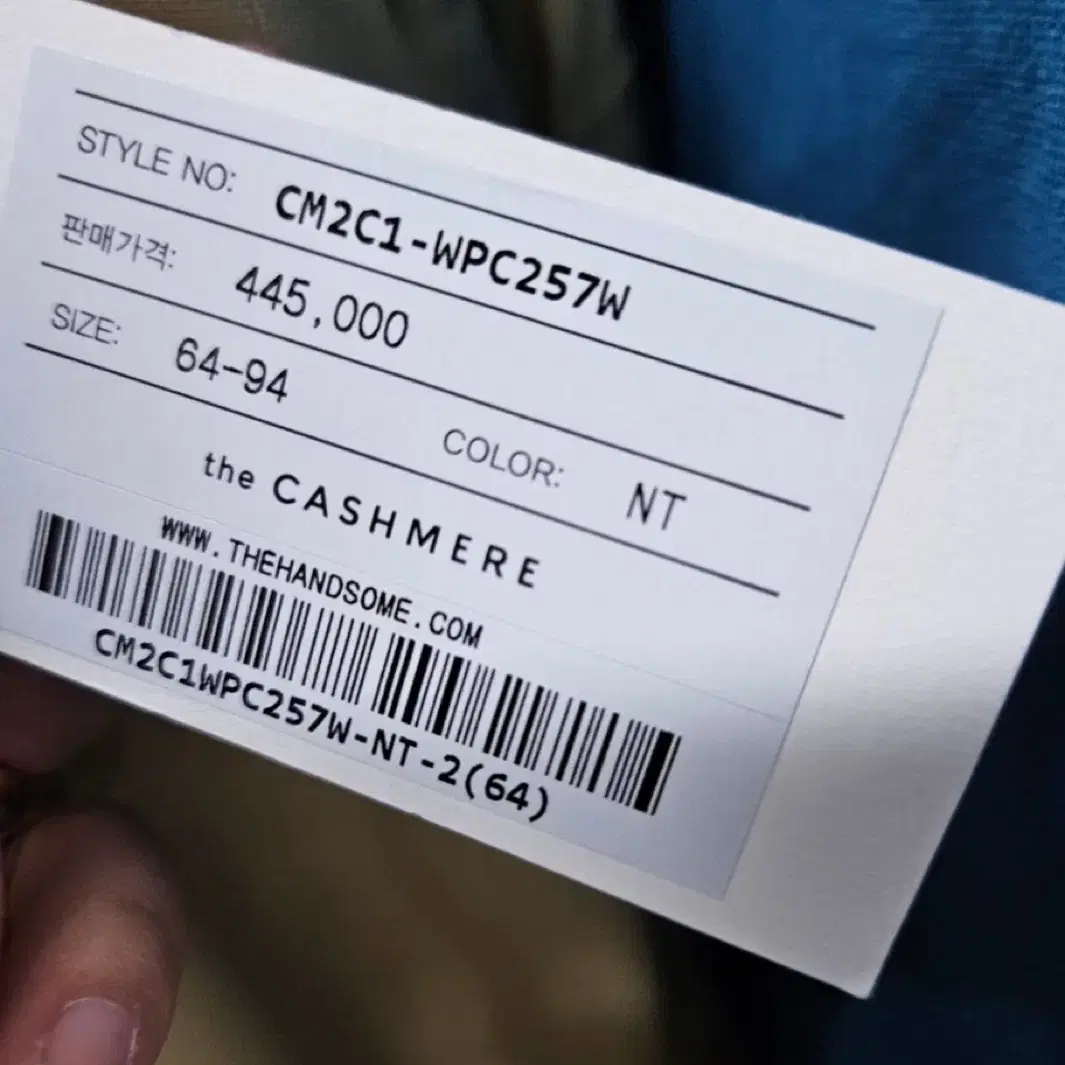 STYLE NO: CM2C1-WPC257W
판매가격: 445,000
SIZE: 64-94 COLOR: NT
the CASHMERE
WWW.THEHANDSOME.COM
CM2C1WPC257W-NT-2(64)